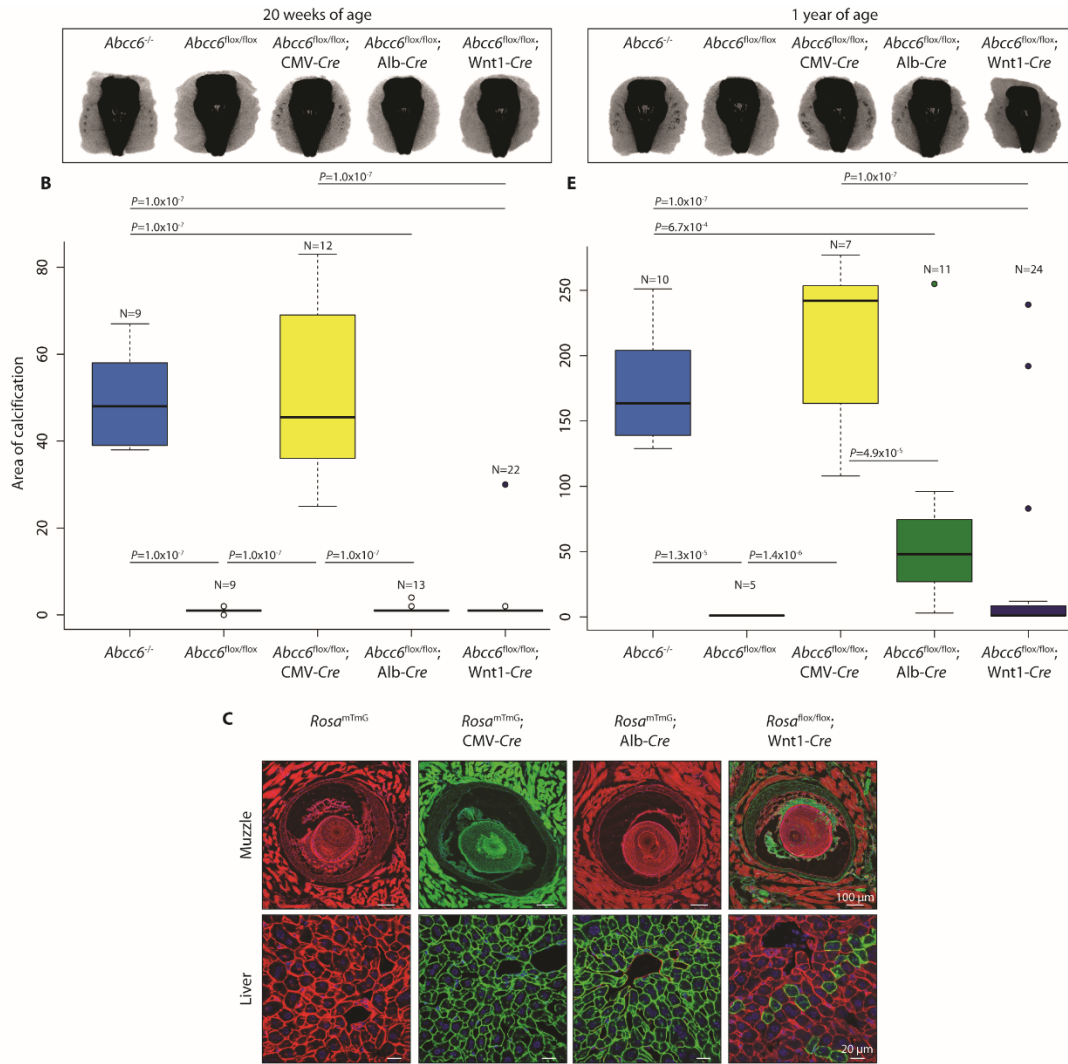 20 weeks of age
Abcc6-/- Abcc6flox/flox Abcc6flox/flox; Abcc6flox/flox; Abcc6flox/flox;
CMV-Cre Alb-Cre Wnt1-Cre
1 year of age
Abcc6-/- Abcc6flox/flox Abcc6flox/flox; Abcc6flox/flox; Abcc6flox/flox;
CMV-Cre Alb-Cre Wnt1-Cre
B
P=1.0x10-7
P=1.0x10-7
P=1.0x10-7
N=12
N=9
N=22
P=1.0x10-7 P=1.0x10-7 P=1.0x10-7
N=9 N=13
Area of calcification
80
60
40
20
0
Abcc6-/- Abcc6flox/flox Abcc6flox/flox; Abcc6flox/flox; Abcc6flox/flox;
CMV-Cre Alb-Cre Wnt1-Cre
E
P=1.0x10-7
P=1.0x10-7
P=6.7x10-4
N=7
N=10 N=11 N=24
P=4.9x10-5
P=1.3x10-5 P=1.4x10-6
N=5
250
200
150
100
50
0
Abcc6-/- Abcc6flox/flox Abcc6flox/flox; Abcc6flox/flox; Abcc6flox/flox;
CMV-Cre Alb-Cre Wnt1-Cre
C
RosamTmG RosamTmG; RosamTmG; Rosaflox/flox;
CMV-Cre Alb-Cre Wnt1-Cre
Muzzle
100 µm
Liver
20 µm